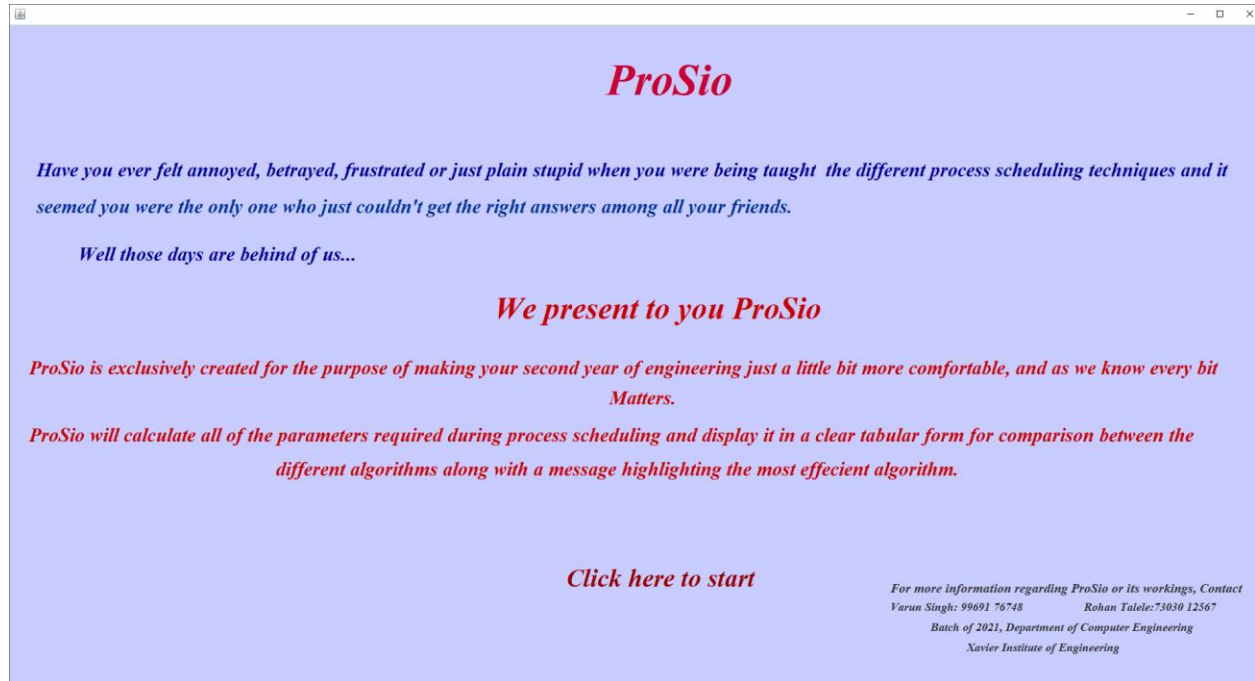 ProSio
Have you ever felt annoyed, betrayed, frustrated or just plain stupid when you were being taught  the different process scheduling techniques and it
seemed you were the only one who just couldn't get the right answers among all your friends.
Well those days are behind of us...
We present to you ProSio
ProSio is exclusively created for the purpose of making your second year of engineering just a little bit more comfortable, and as we know every bit
Matters.
ProSio will calculate all of the parameters required during process scheduling and display it in a clear tabular form for comparison between the
different algorithms along with a message highlighting the most effecient algorithm.
Click here to start
For more information regarding ProSio or its workings, Contact
Varun Singh: 99691 76748 Rohan Talele:73030 12567
Batch of 2021, Department of Computer Engineering
Xavier Institute of Engineering